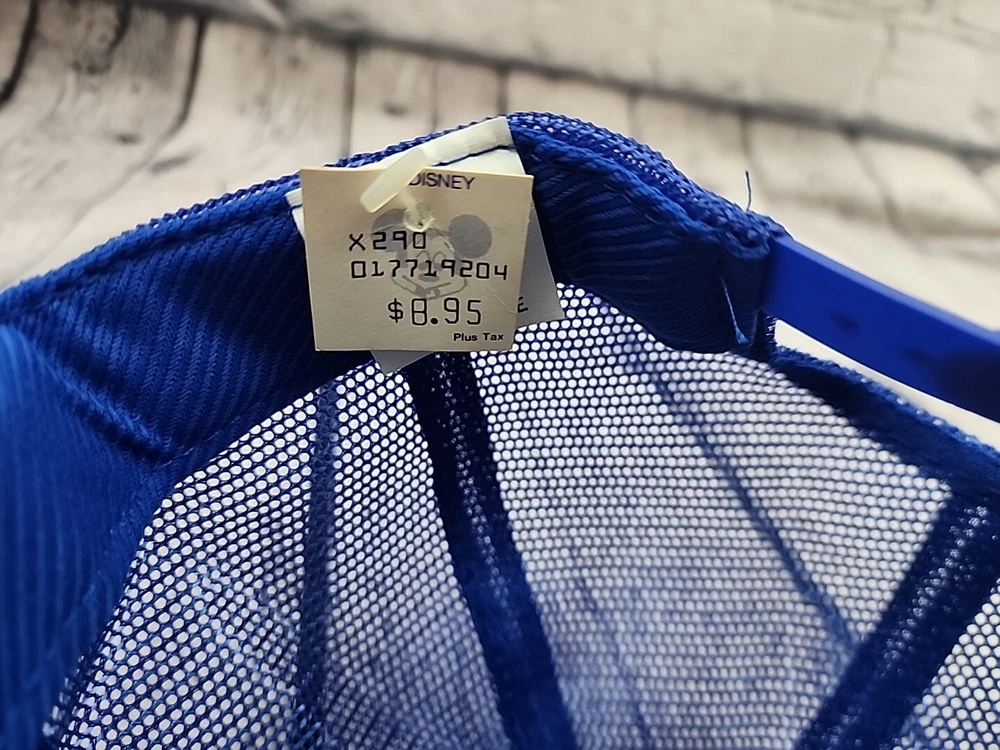 DISNEY
X290
017719204
$8.95
Plus Tax
E